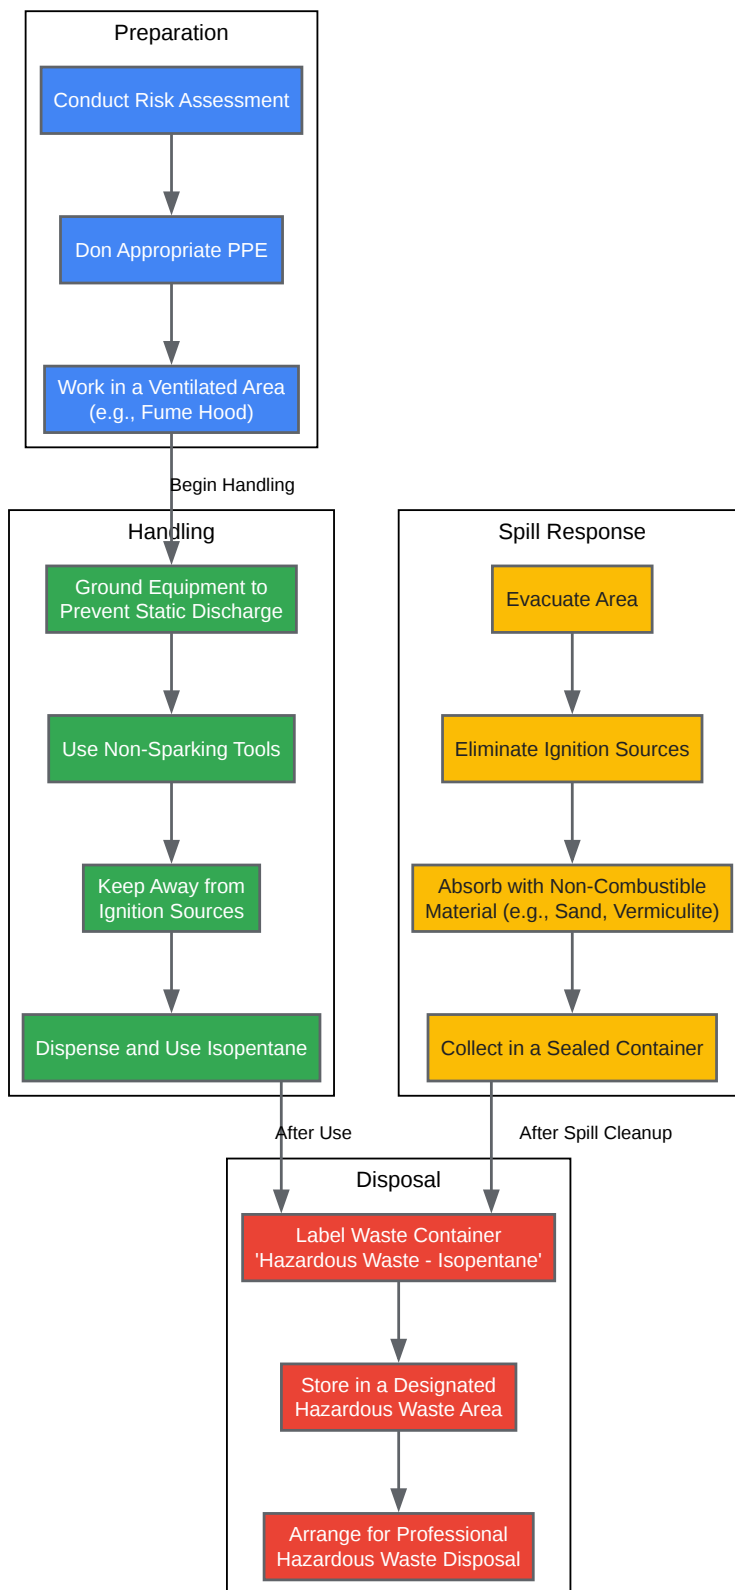 Preparation
Conduct Risk Assessment
Don Appropriate PPE
Work in a Ventilated Area
(e.g., Fume Hood)
Begin Handling
Handling
Ground Equipment to
Prevent Static Discharge
Use Non-Sparking Tools
Keep Away from
Ignition Sources
Dispense and Use Isopentane
Spill Response
Evacuate Area
Eliminate Ignition Sources
Absorb with Non-Combustible
Material (e.g., Sand, Vermiculite)
Collect in a Sealed Container
After Use
After Spill Cleanup
Disposal
Label Waste Container
'Hazardous Waste - Isopentane'
Store in a Designated
Hazardous Waste Area
Arrange for Professional
Hazardous Waste Disposal